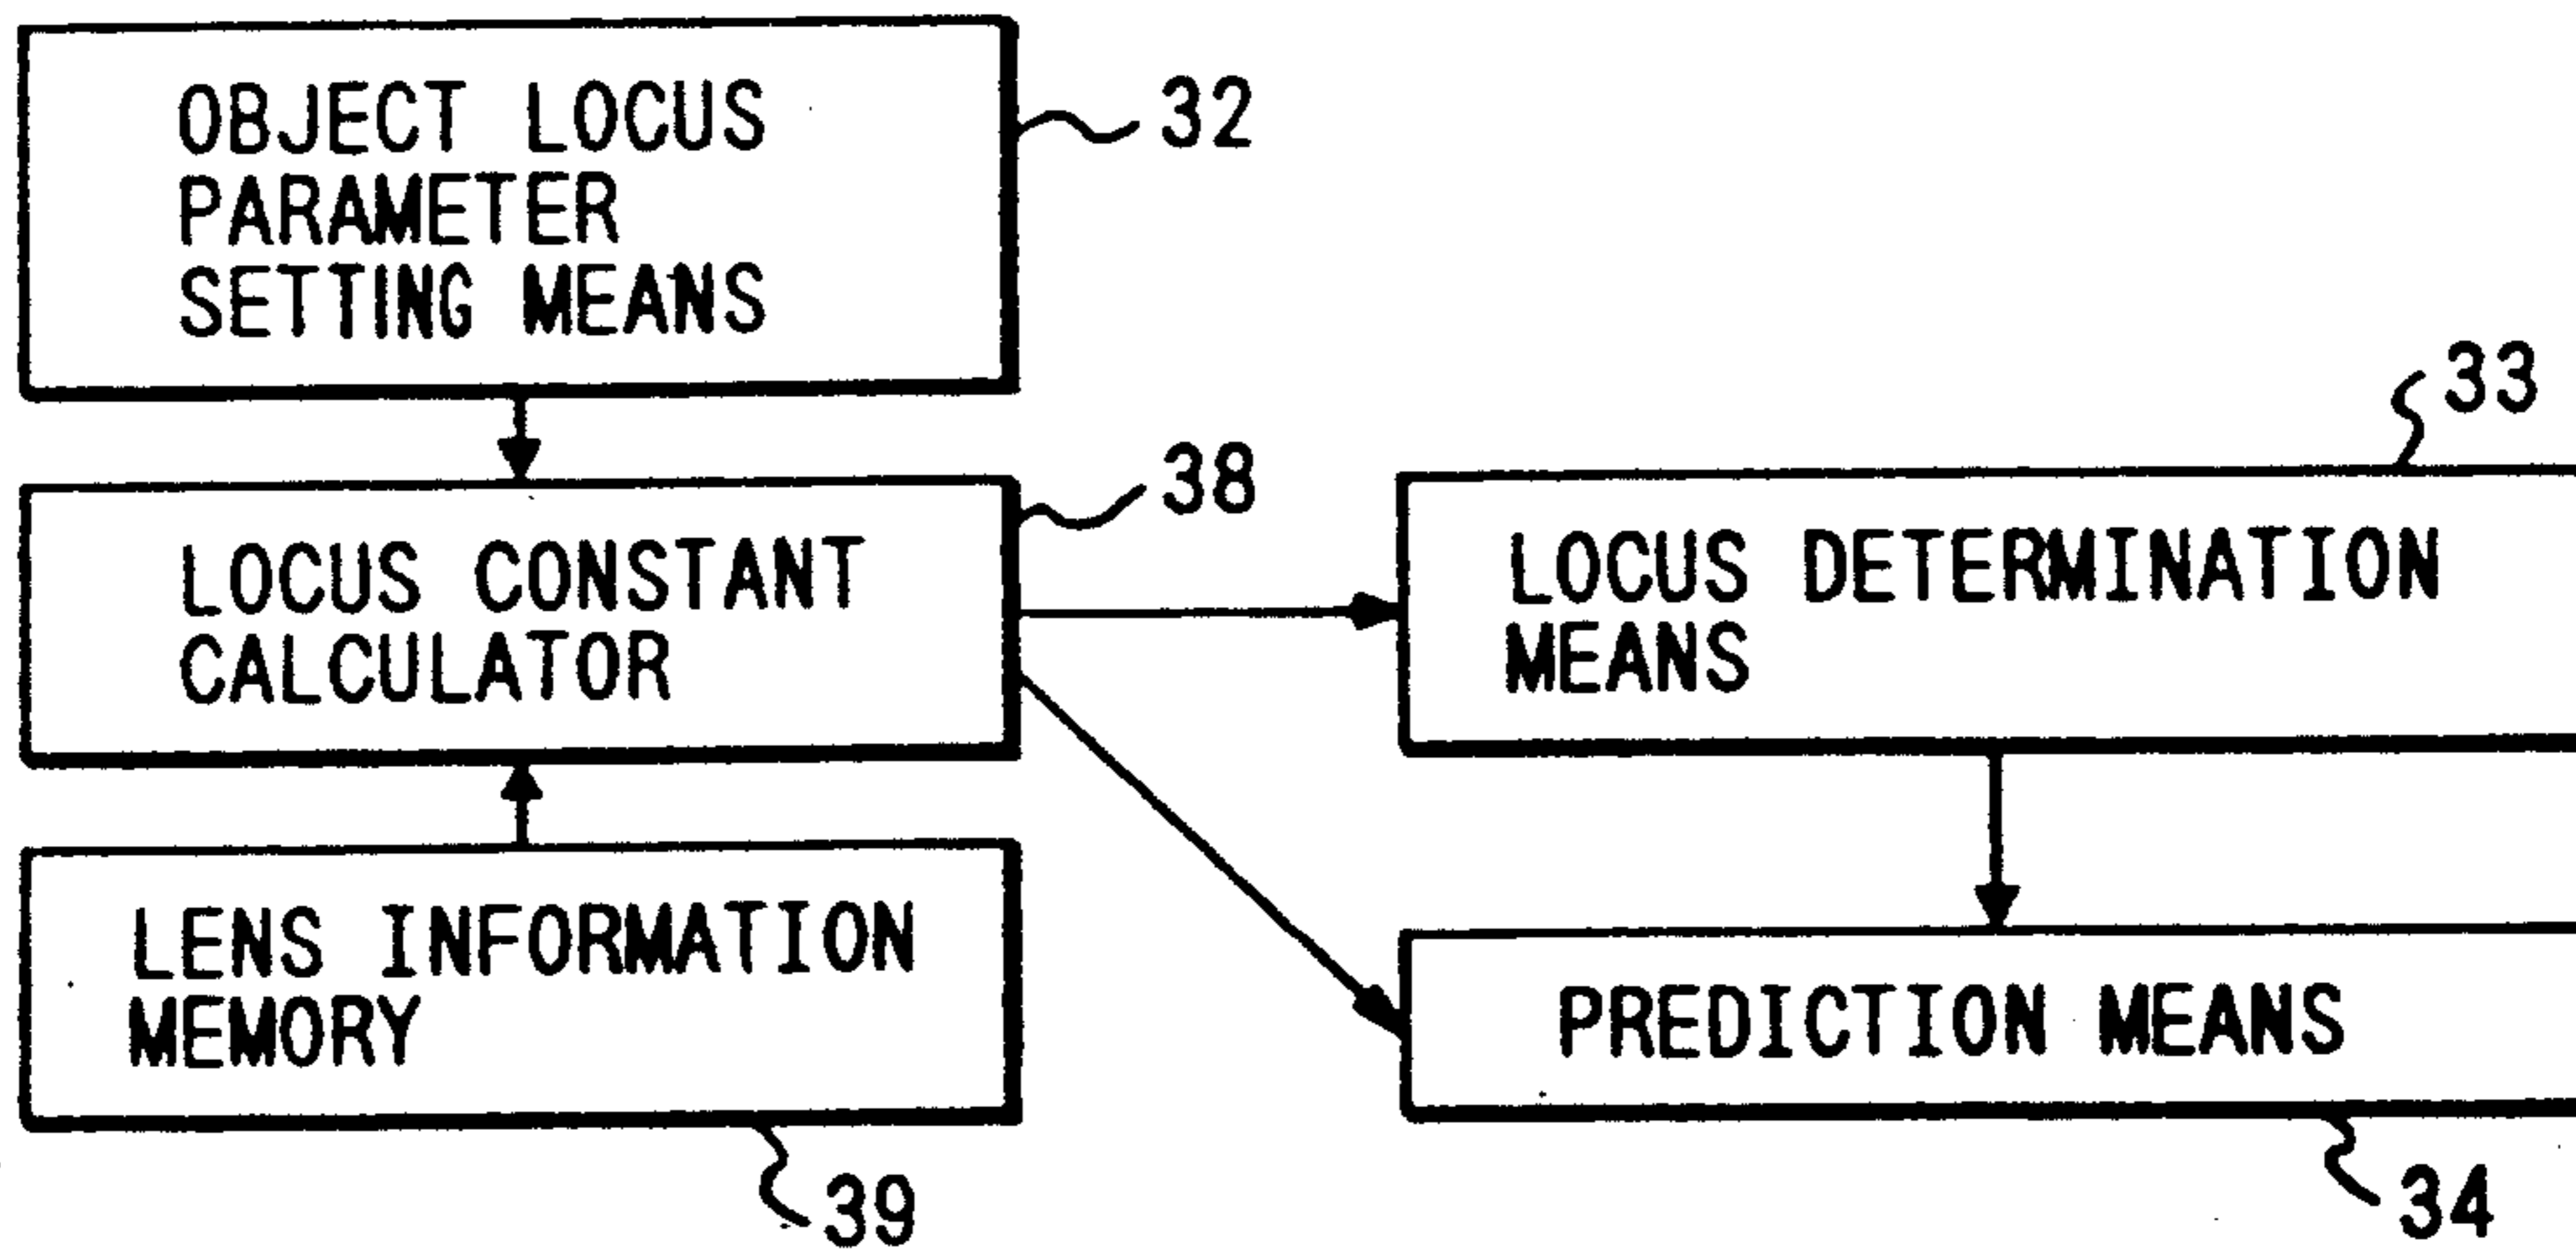 OBJECT LOCUS
PARAMETER
SETTING MEANS
32
LOCUS CONSTANT
CALCULATOR
38
LENS INFORMATION
MEMORY
39
LOCUS DETERMINATION
MEANS
33
PREDICTION MEANS
34